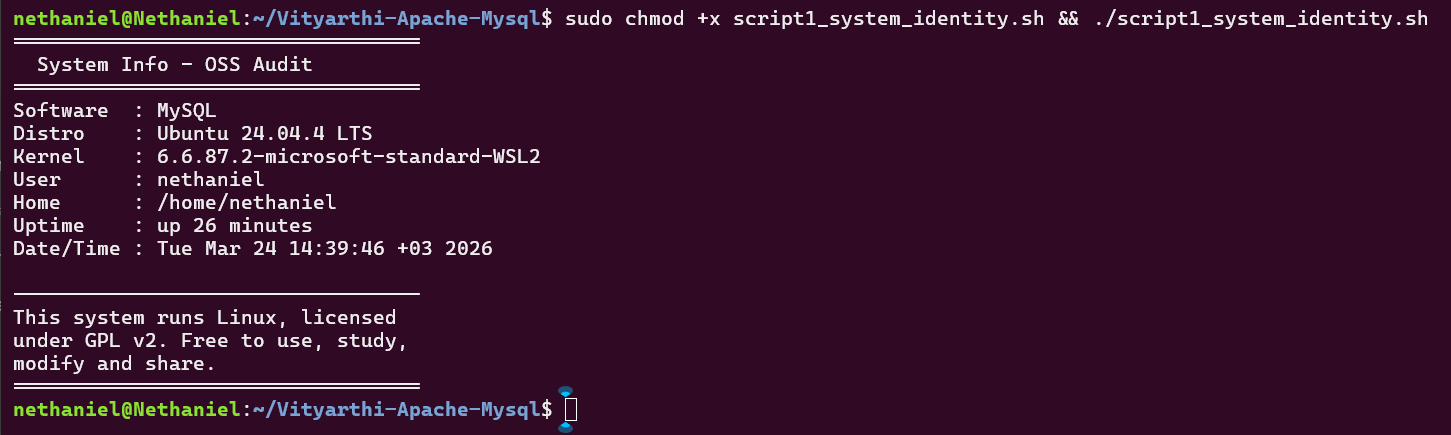 nethaniel@Nethaniel:~/Vityarthi-Apache-Mysql$ sudo chmod +x script1_system_identity.sh && ./script1_system_identity.sh
══════════════════════════════════
  System Info - OSS Audit
══════════════════════════════════
Software  : MySQL
Distro    : Ubuntu 24.04.4 LTS
Kernel    : 6.6.87.2-microsoft-standard-WSL2
User      : nethaniel
Home      : /home/nethaniel
Uptime    : up 26 minutes
Date/Time : Tue Mar 24 14:39:46 +03 2026
──────────────────────────────────
This system runs Linux, licensed
under GPL v2. Free to use, study,
modify and share.
══════════════════════════════════
nethaniel@Nethaniel:~/Vityarthi-Apache-Mysql$